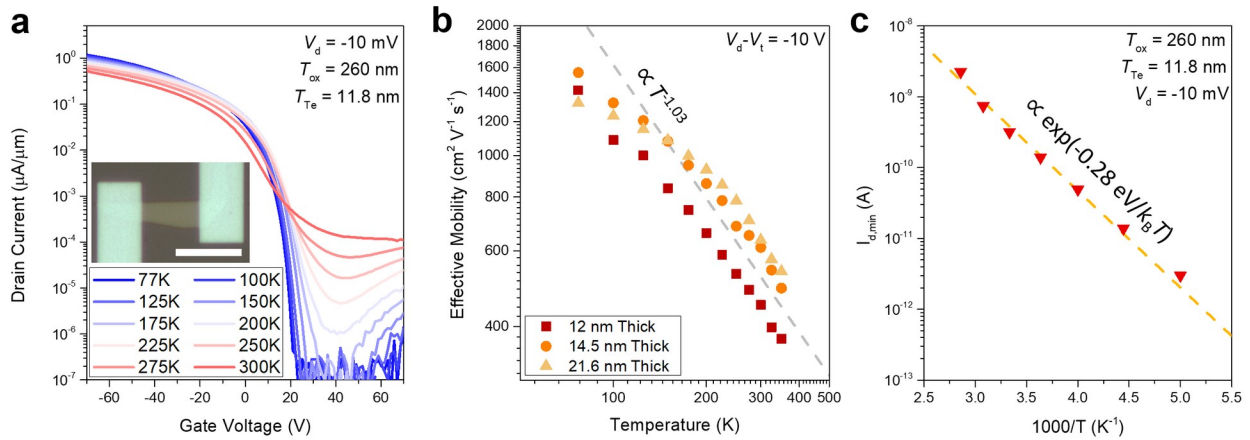 a
V_d = -10 mV
T_ox = 260 nm
T_Te = 11.8 nm
10^0
10^-1
10^-2
10^-3
10^-4
10^-5
10^-6
10^-7
Drain Current (μA/μm)
77K 100K
125K 150K
175K 200K
225K 250K
275K 300K
-60 -40 -20 0 20 40 60
Gate Voltage (V)
b
V_d-V_t = -10 V
∝ T^-1.03
2000
1800
1600
1400
1200
1000
800
600
400
Effective Mobility (cm^2 V^-1 s^-1)
12 nm Thick
14.5 nm Thick
21.6 nm Thick
100 200 300 400 500
Temperature (K)
c
T_ox = 260 nm
T_Te = 11.8 nm
V_d = -10 mV
∝ exp(-0.28 eV/k_BT)
10^-8
10^-9
10^-10
10^-11
10^-12
10^-13
I_d,min (A)
2.5 3.0 3.5 4.0 4.5 5.0 5.5
1000/T (K^-1)